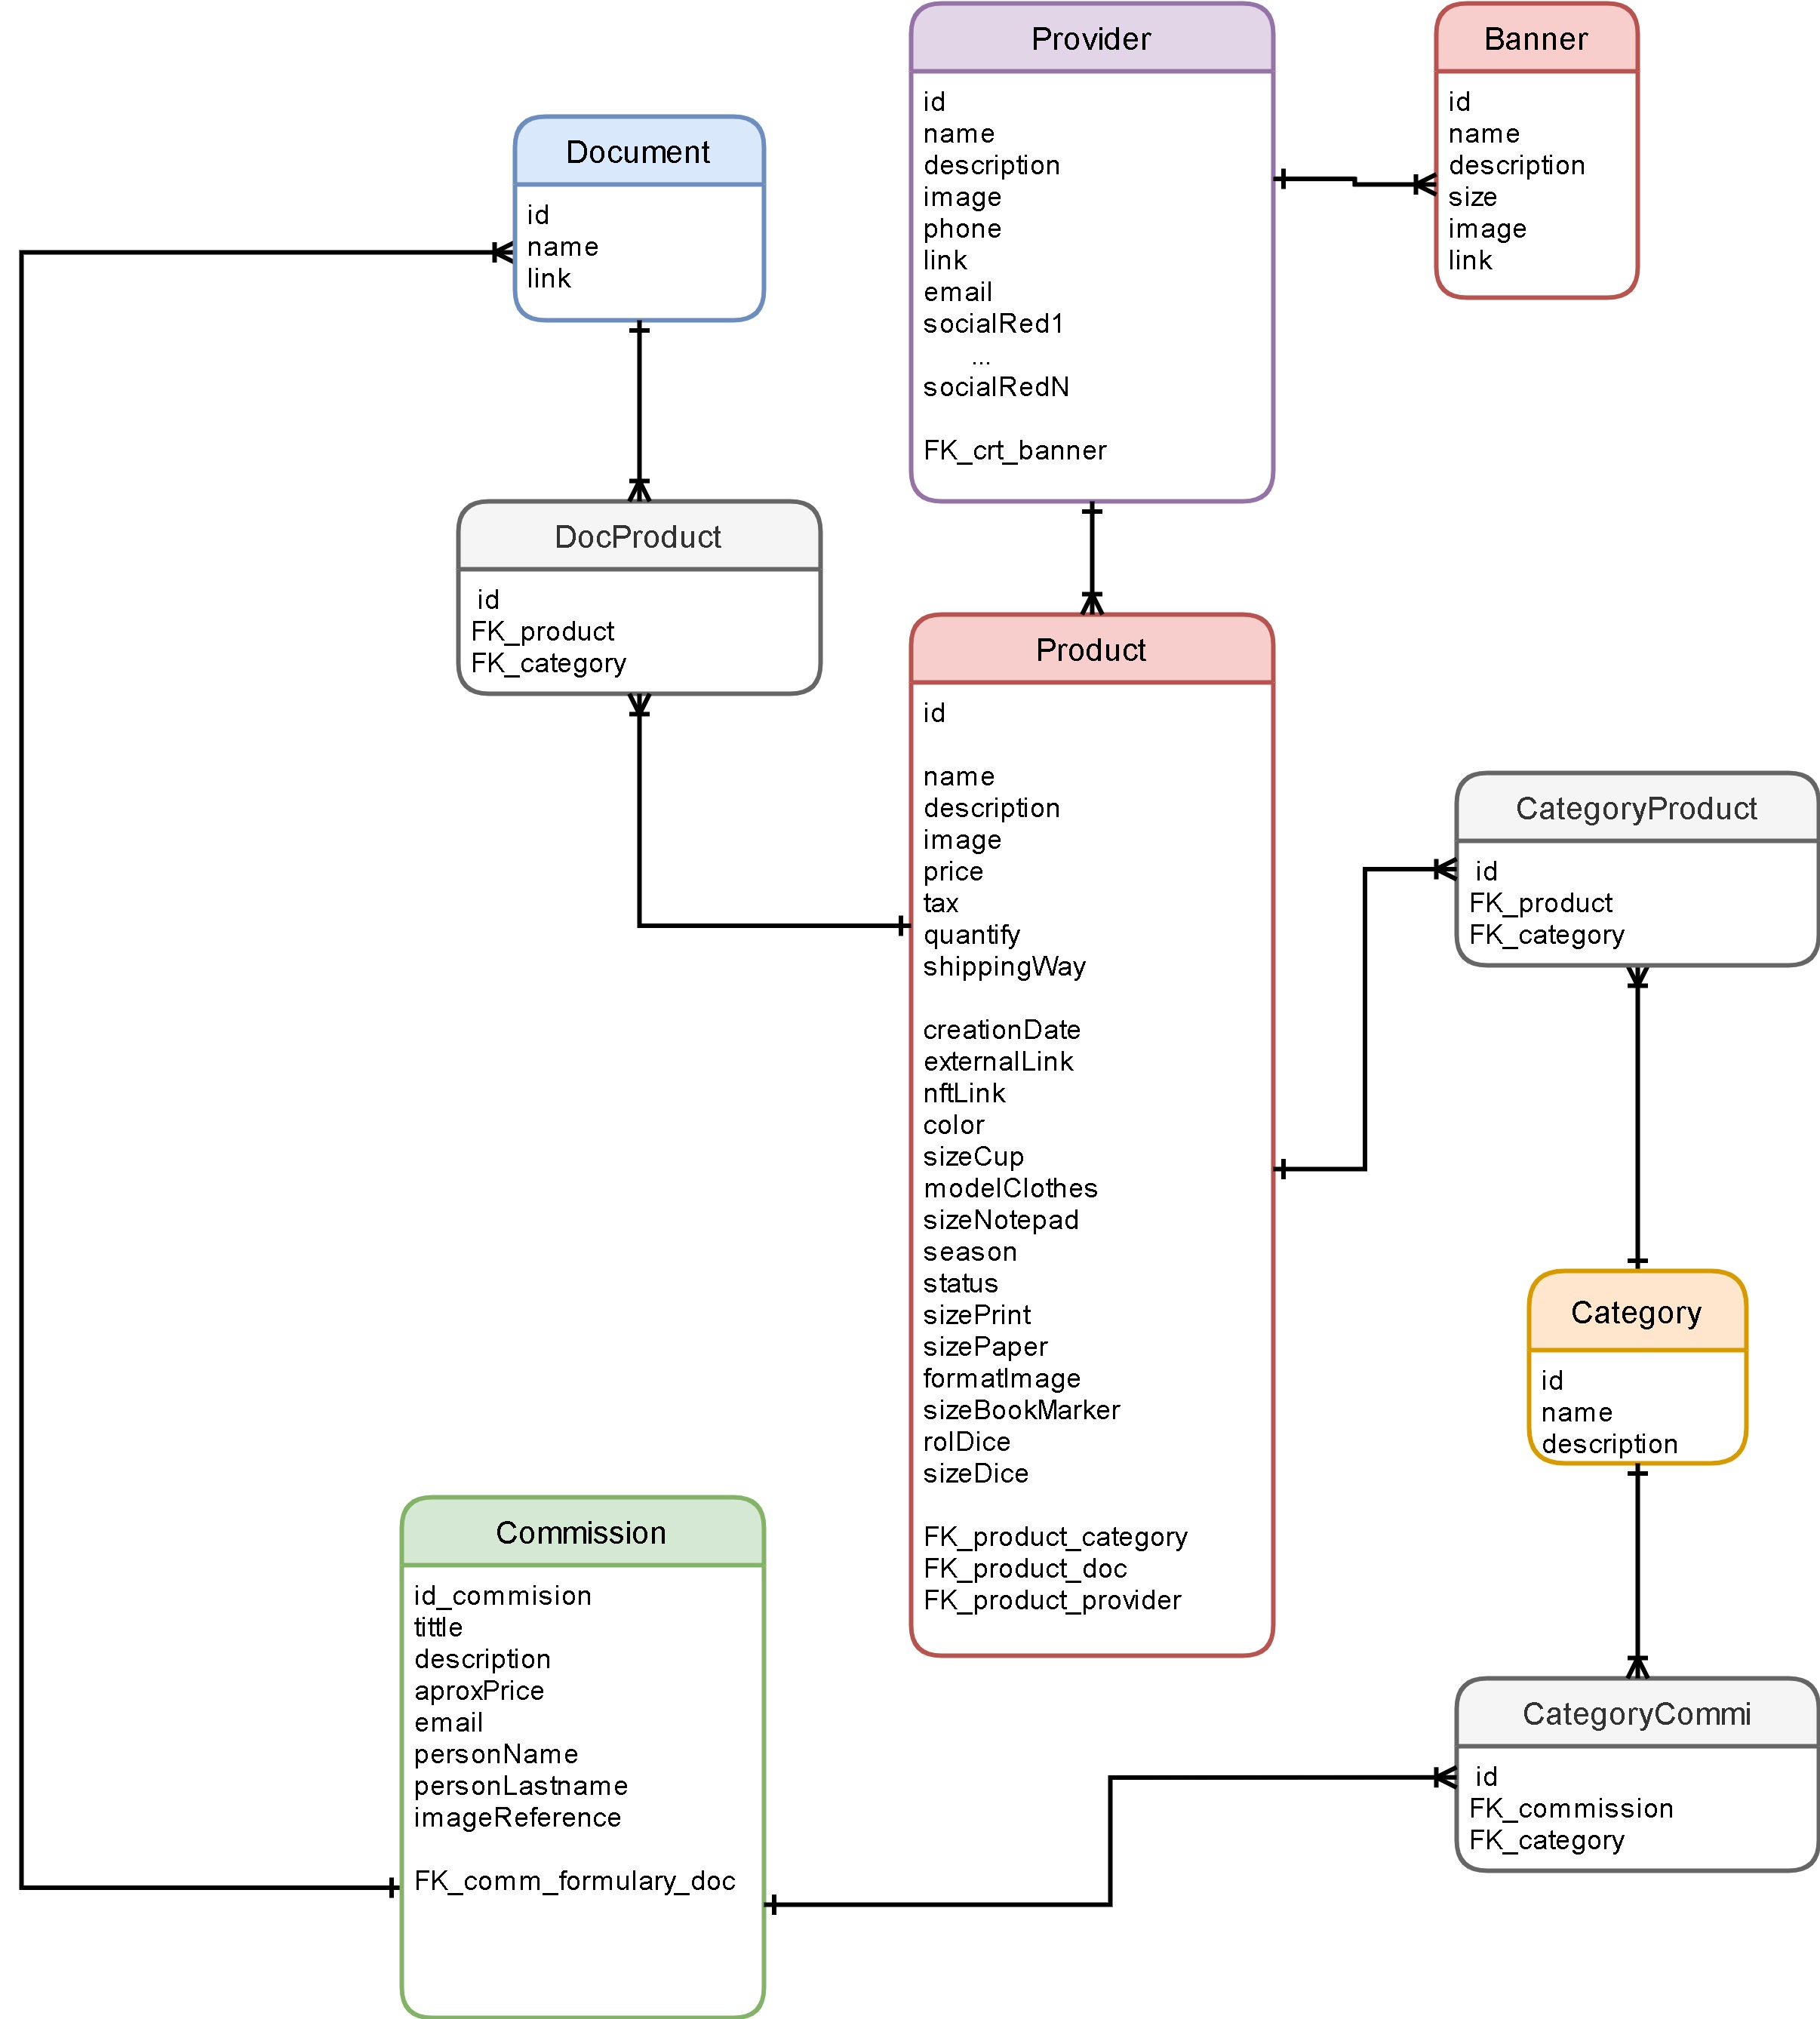 Provider
id
name
description
image
phone
link
email
socialRed1
...
socialRedN
FK_crt_banner
Banner
id
name
description
size
image
link
Document
id
name
link
DocProduct
id
FK_product
FK_category
Product
id
name
description
image
price
tax
quantify
shippingWay
creationDate
externalLink
nftLink
color
sizeCup
modelClothes
sizeNotepad
season
status
sizePrint
sizePaper
formatImage
sizeBookMarker
rolDice
sizeDice
FK_product_category
FK_product_doc
FK_product_provider
CategoryProduct
id
FK_product
FK_category
Category
id
name
description
Commission
id_commision
tittle
description
aproxPrice
email
personName
personLastname
imageReference
FK_comm_formulary_doc
CategoryCommi
id
FK_commission
FK_category